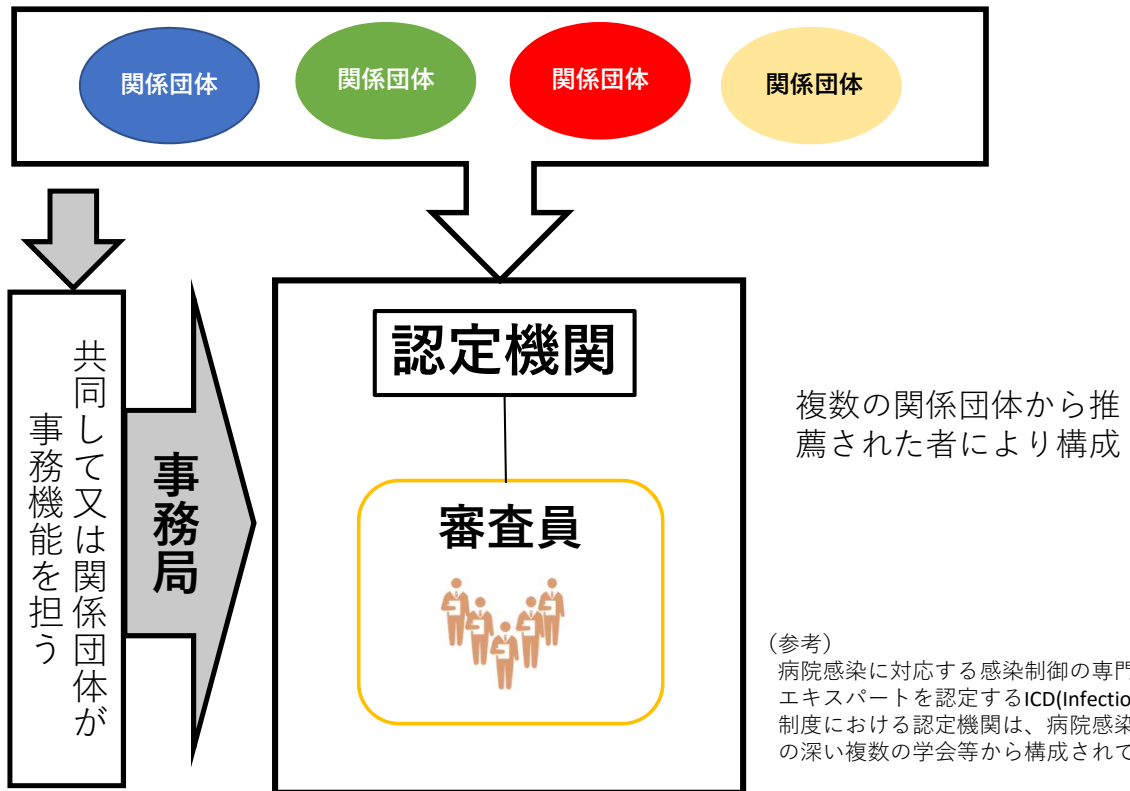 関係団体
関係団体
関係団体
関係団体
共同して又は関係団体が
事務機能を担う
事務局
認定機関
審査員
複数の関係団体から推
薦された者により構成
（参考）
病院感染に対応する感染制御の専門
エキスパートを認定するICD(Infectio
制度における認定機関は、病院感染
の深い複数の学会等から構成されて